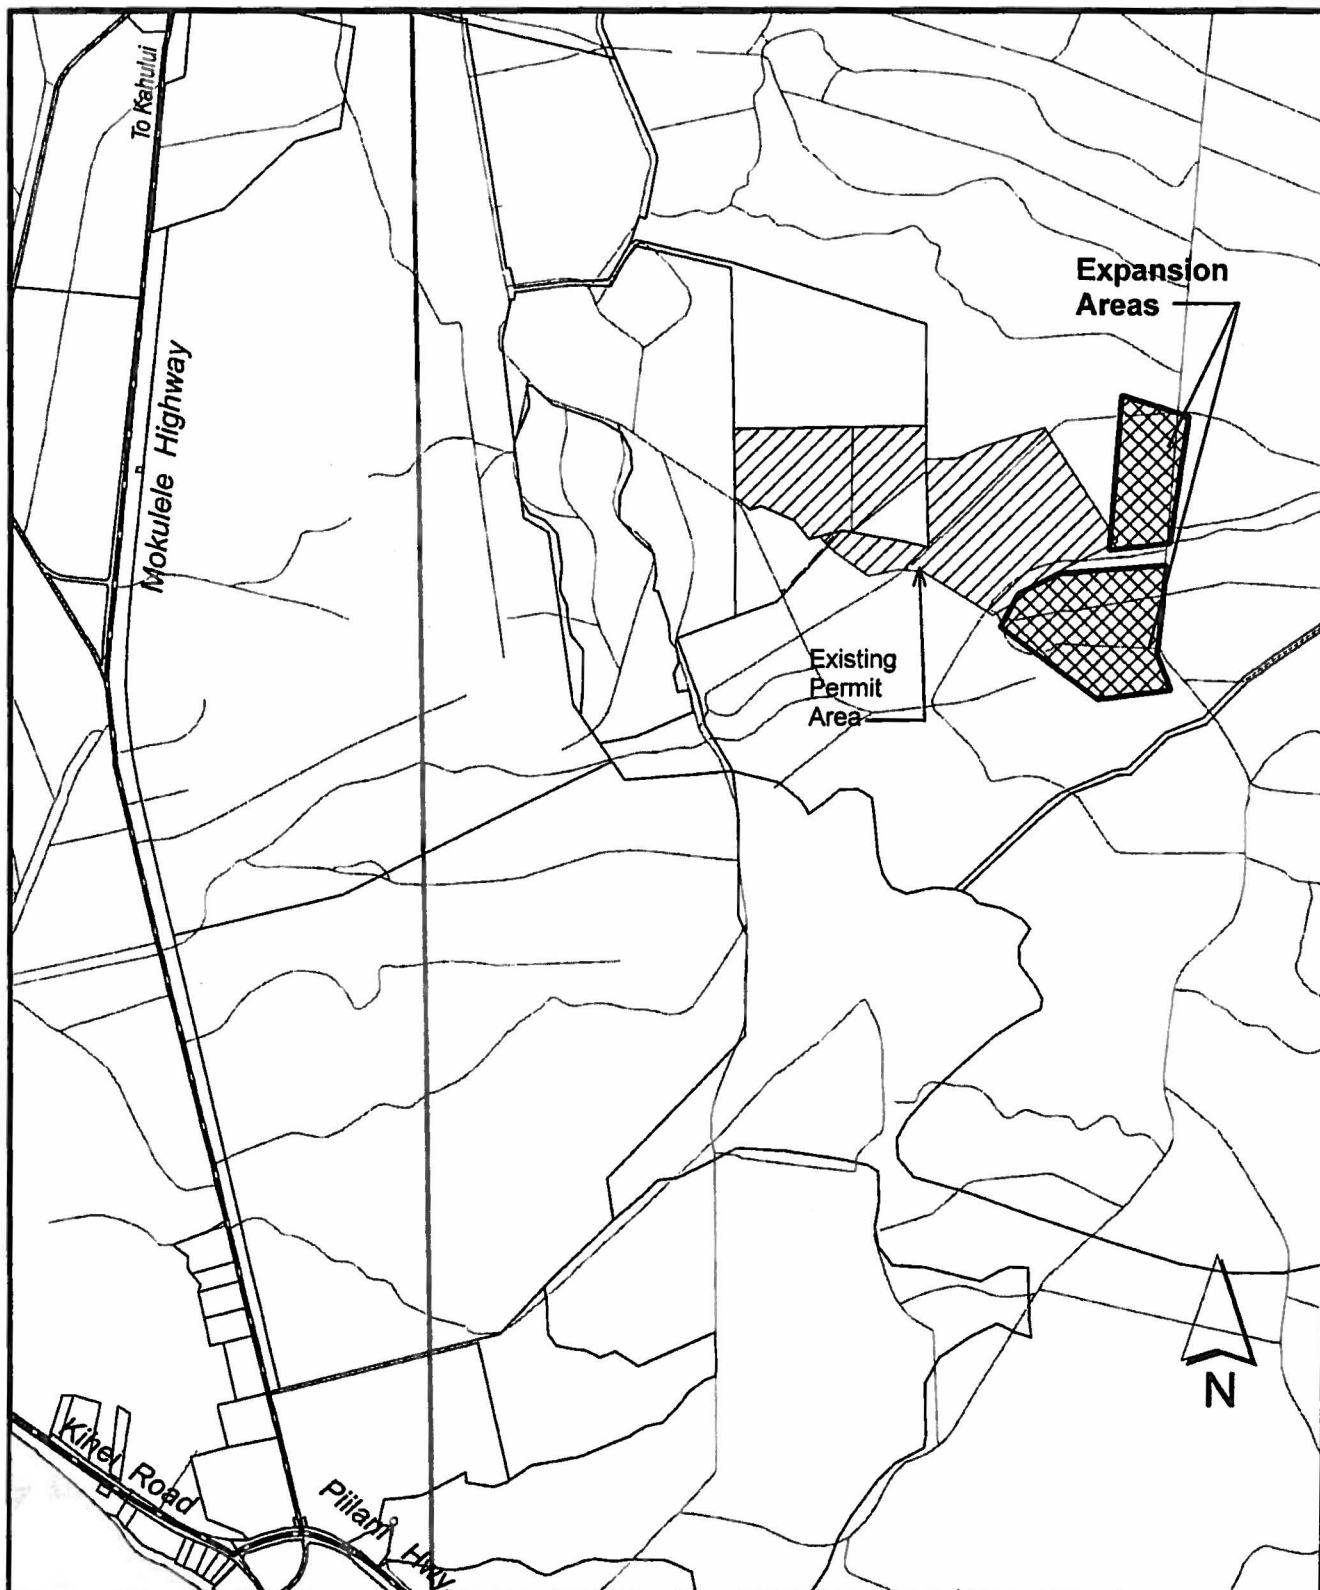 To Kahului
Expansion
Areas
Mokulele Highway
Existing
Permit
Area
N
Kihei Road
Piilani Hwy